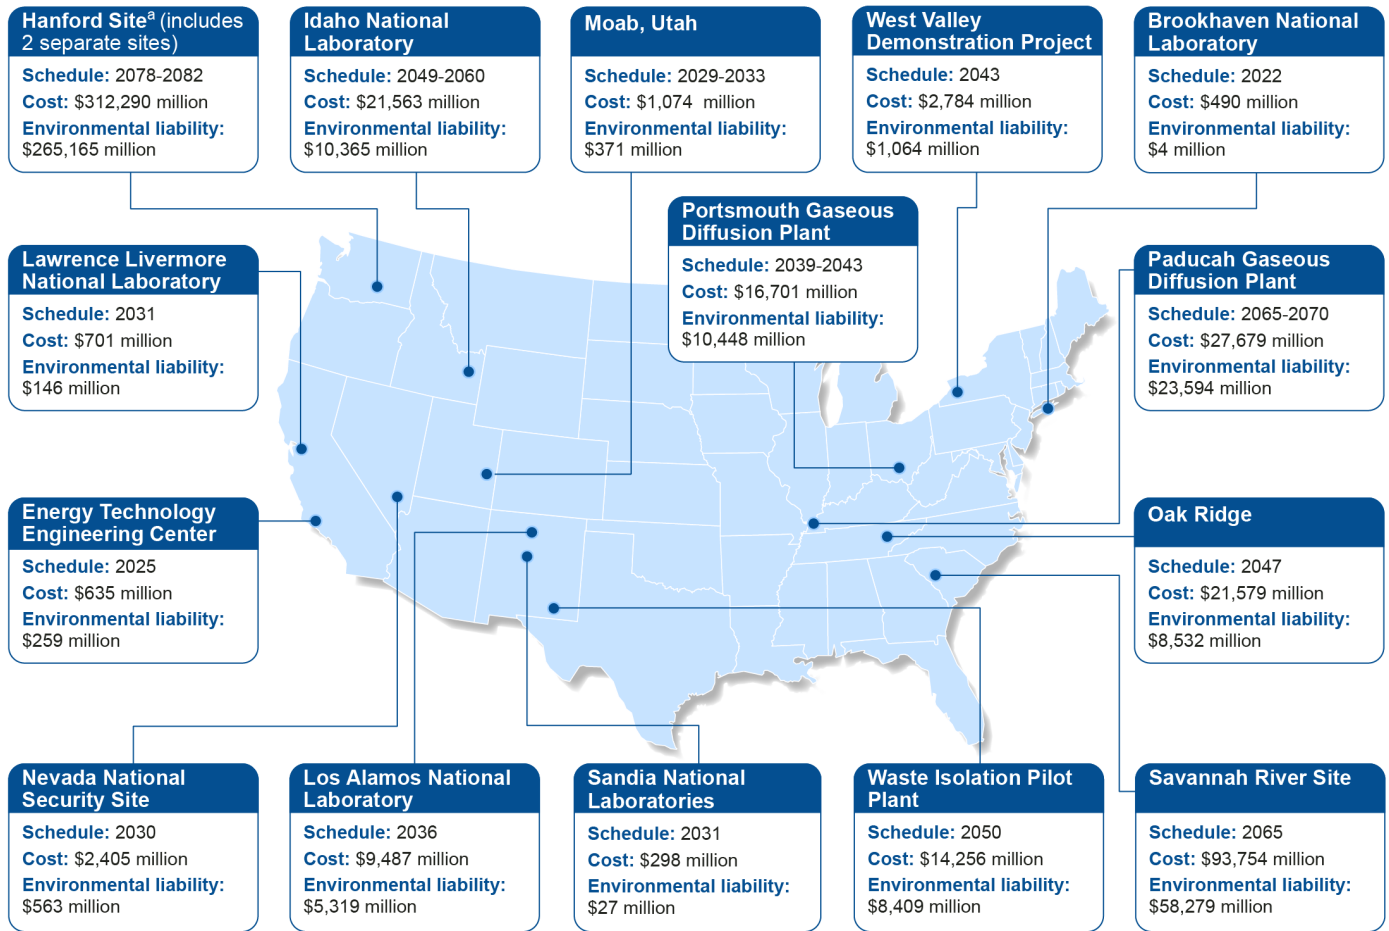 Hanford Siteª (includes
2 separate sites)
Schedule: 2078-2082
Cost: $312,290 million
Environmental liability:
$265,165 million
Idaho National
Laboratory
Schedule: 2049-2060
Cost: $21,563 million
Environmental liability:
$10,365 million
Moab, Utah
Schedule: 2029-2033
Cost: $1,074 million
Environmental liability:
$371 million
West Valley
Demonstration Project
Schedule: 2043
Cost: $2,784 million
Environmental liability:
$1,064 million
Brookhaven National
Laboratory
Schedule: 2022
Cost: $490 million
Environmental liability:
$4 million
Portsmouth Gaseous
Diffusion Plant
Schedule: 2039-2043
Cost: $16,701 million
Environmental liability:
$10,448 million
Lawrence Livermore
National Laboratory
Schedule: 2031
Cost: $701 million
Environmental liability:
$146 million
Paducah Gaseous
Diffusion Plant
Schedule: 2065-2070
Cost: $27,679 million
Environmental liability:
$23,594 million
Energy Technology
Engineering Center
Schedule: 2025
Cost: $635 million
Environmental liability:
$259 million
Oak Ridge
Schedule: 2047
Cost: $21,579 million
Environmental liability:
$8,532 million
Nevada National
Security Site
Schedule: 2030
Cost: $2,405 million
Environmental liability:
$563 million
Los Alamos National
Laboratory
Schedule: 2036
Cost: $9,487 million
Environmental liability:
$5,319 million
Sandia National
Laboratories
Schedule: 2031
Cost: $298 million
Environmental liability:
$27 million
Waste Isolation Pilot
Plant
Schedule: 2050
Cost: $14,256 million
Environmental liability:
$8,409 million
Savannah River Site
Schedule: 2065
Cost: $93,754 million
Environmental liability:
$58,279 million